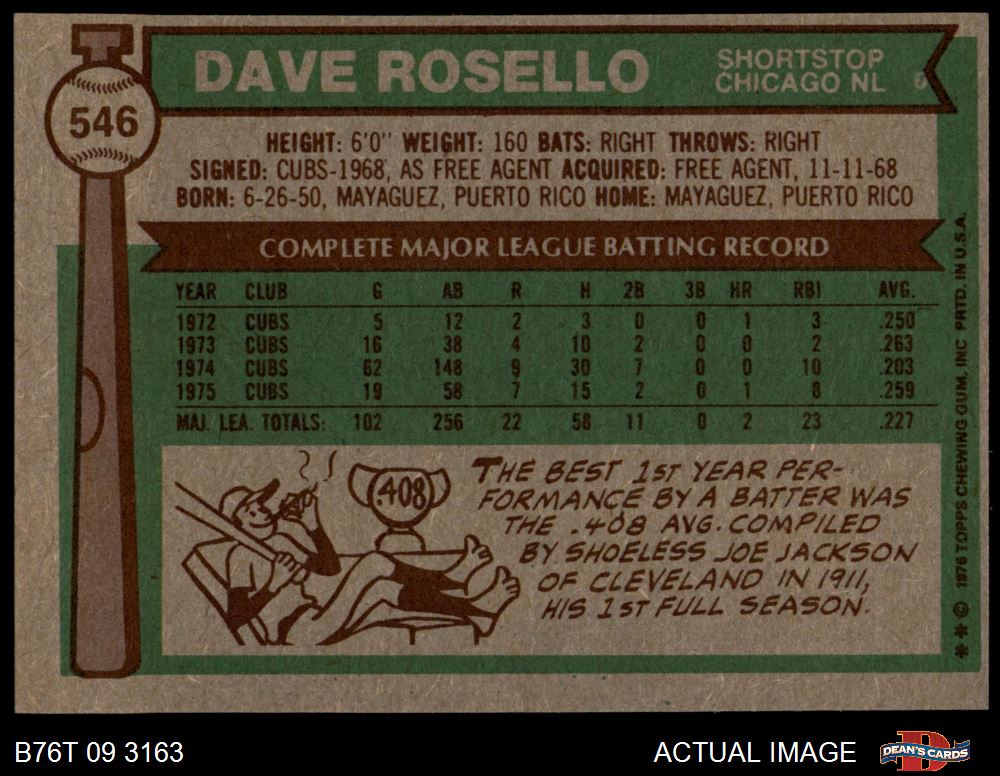 546
DAVE ROSELLO
SHORTSTOP
CHICAGO NL
HEIGHT: 6'0" WEIGHT: 160 BATS: RIGHT THROWS: RIGHT
SIGNED: CUBS-1968, AS FREE AGENT ACQUIRED: FREE AGENT, 11-11-68
BORN: 6-26-50, MAYAGUEZ, PUERTO RICO HOME: MAYAGUEZ, PUERTO RICO
COMPLETE MAJOR LEAGUE BATTING RECORD
YEAR CLUB G AB R H 2B 3B HR RBI AVG.
1972 CUBS 5 12 2 3 0 0 1 3 .250
1973 CUBS 16 38 4 10 2 0 0 2 .263
1974 CUBS 62 148 9 30 7 0 0 10 .203
1975 CUBS 19 58 7 15 2 0 1 8 .259
MAJ. LEA. TOTALS: 102 256 22 58 11 0 2 23 .227
.408
THE BEST 1ST YEAR PER-
FORMANCE BY A BATTER WAS
THE .408 AVG. COMPILED
BY SHOELESS JOE JACKSON
OF CLEVELAND IN 1911,
HIS 1ST FULL SEASON.
* * © 1976 TOPPS CHEWING GUM, INC PRTD. IN U.S.A.
B76T 09 3163
ACTUAL IMAGE
D
DEAN'S CARDS